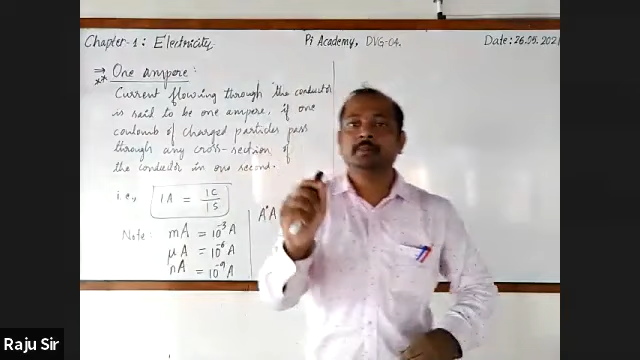 Chapter-1: Electricity
Pi Academy, DVG-04.
Date: 26.05.2021
⇒ One ampere:
**
Current flowing through the conductor
is said to be one ampere, if one
coulomb of charged particles pass
through any cross-section of
the conductor in one second.
i.e, 1A = 1C/1S
Note: mA = 10⁻³ A
μA = 10⁻⁶ A
nA = 10⁻⁹ A
A°A
Raju Sir